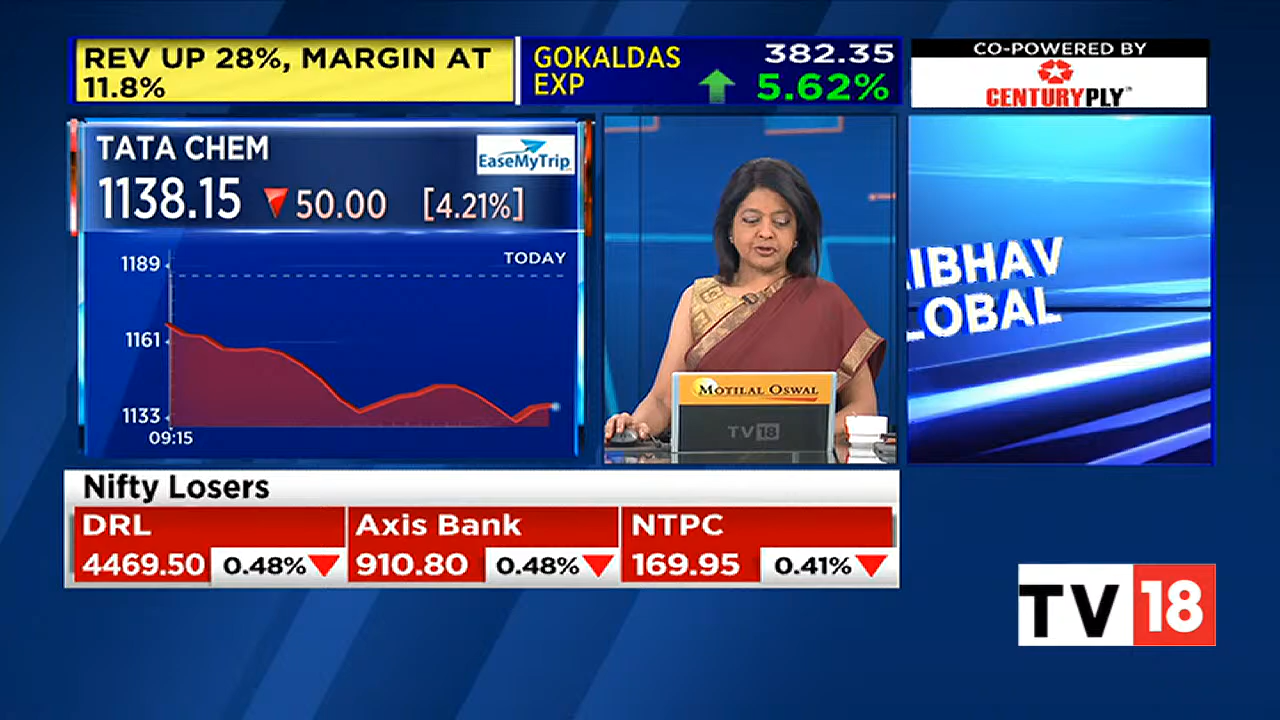 REV UP 28%, MARGIN AT
11.8%
GOKALDAS
EXP
382.35
5.62%
CO-POWERED BY
CENTURYPLY
TATA CHEM
EaseMyTrip
1138.15 50.00 [4.21%]
TODAY
1189
1161
1133
09:15
MOTILAL OSWAL
TV18
IBHAV
LOBAL
Nifty Losers
DRL
4469.50 0.48%
Axis Bank
910.80 0.48%
NTPC
169.95 0.41%
TV18